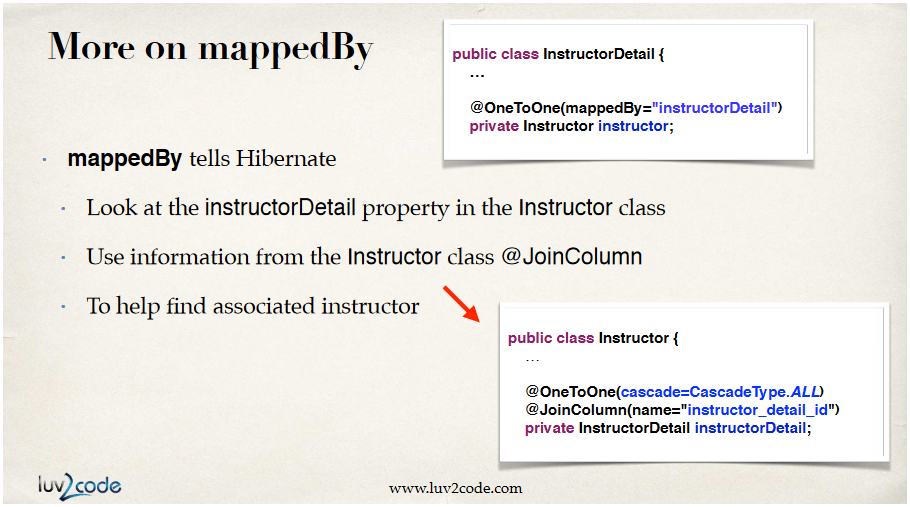 More on mappedBy
public class InstructorDetail {
…
@OneToOne(mappedBy="instructorDetail")
private Instructor instructor;
· mappedBy tells Hibernate
· Look at the instructorDetail property in the Instructor class
· Use information from the Instructor class @JoinColumn
· To help find associated instructor
public class Instructor {
…
@OneToOne(cascade=CascadeType.ALL)
@JoinColumn(name="instructor_detail_id")
private InstructorDetail instructorDetail;
luv2code
www.luv2code.com